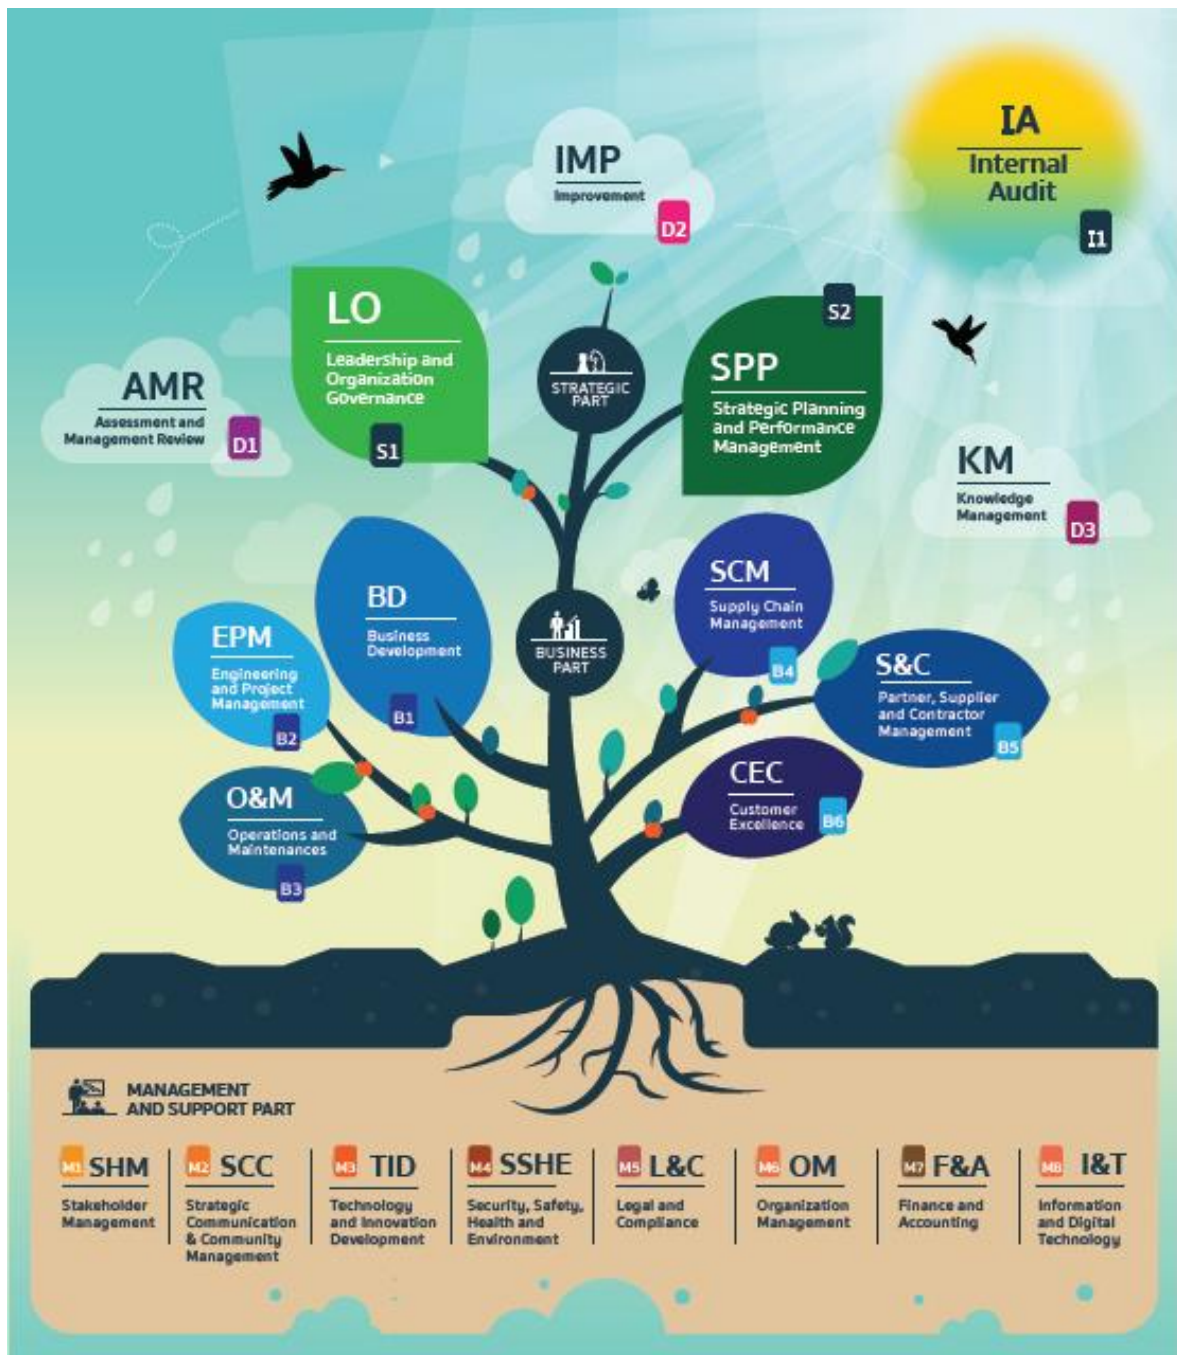 IMP
Improvement
D2
IA
Internal
Audit
I1
LO
Leadership and
Organization
Governance
S1
STRATEGIC
PART
S2
SPP
Strategic Planning
and Performance
Management
AMR
Assessment and
Management Review
D1
KM
Knowledge
Management
D3
BD
Business
Development
B1
BUSINESS
PART
SCM
Supply Chain
Management
B4
EPM
Engineering
and Project
Management
B2
S&C
Partner, Supplier
and Contractor
Management
B5
O&M
Operations and
Maintenances
B3
CEC
Customer
Excellence
B6
MANAGEMENT
AND SUPPORT PART
M1 SHM
Stakeholder
Management
M2 SCC
Strategic
Communication
& Community
Management
M3 TID
Technology
and Innovation
Development
M4 SSHE
Security, Safety,
Health and
Environment
M5 L&C
Legal and
Compliance
M6 OM
Organization
Management
M7 F&A
Finance and
Accounting
M8 I&T
Information
and Digital
Technology